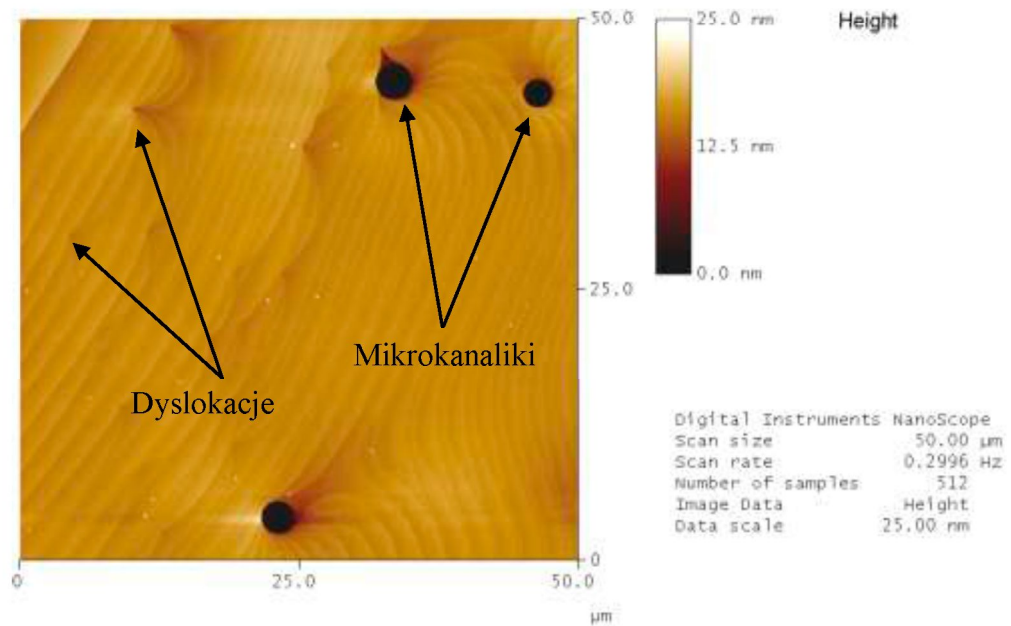 50.0
25.0 nm
Height
12.5 nm
0.0 nm
25.0
Mikrokanaliki
Dyslokacje
Digital Instruments NanoScope
Scan size 50.00 µm
Scan rate 0.2996 Hz
Number of samples 512
Image Data Height
Data scale 25.00 nm
0
0 25.0 50.0
µm